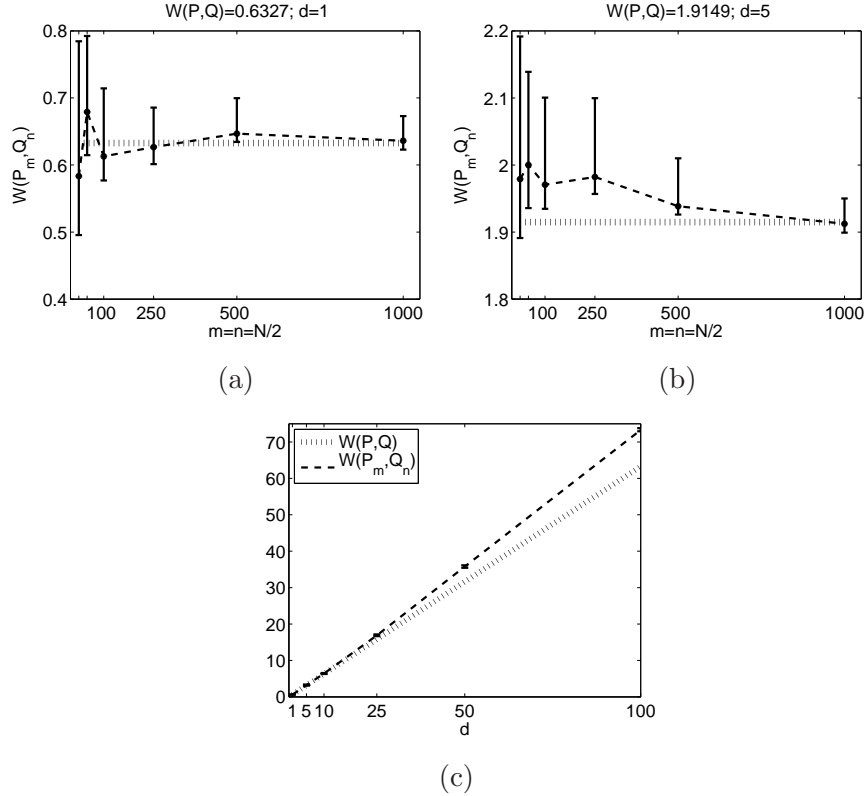 W(P,Q)=0.6327; d=1
0.8
0.7
0.6
0.5
0.4
W(P_m,Q_n)
100 250 500 1000
m=n=N/2
(a)
W(P,Q)=1.9149; d=5
2.2
2.1
2
1.9
1.8
W(P_m,Q_n)
100 250 500 1000
m=n=N/2
(b)
W(P,Q)
W(P_m,Q_n)
70
60
50
40
30
20
10
0
1 5 10 25 50 100
d
(c)